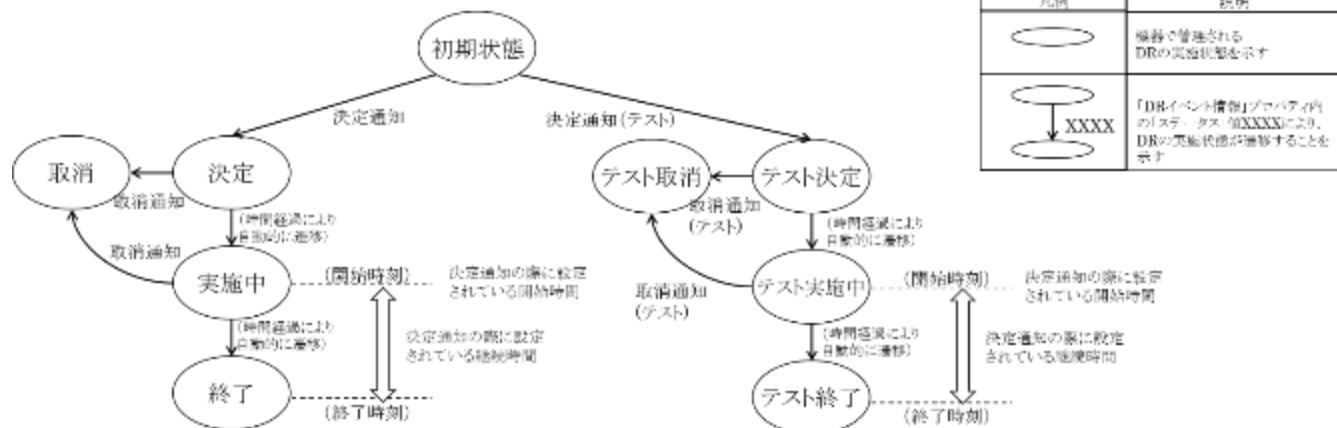 初期状態
決定通知
決定通知(テスト)
取消
決定
取消通知
(時間経過により
自動的に遷移)
取消通知
実施中
(開始時刻)
決定通知の際に設定
されている開始時間
(時間経過により
自動的に遷移)
決定通知の際に設定
されている継続時間
終了
(終了時刻)
テスト取消
テスト決定
取消通知
(テスト)
(時間経過により
自動的に遷移)
取消通知
(テスト)
テスト実施中
(開始時刻)
決定通知の際に設定
されている開始時間
(時間経過により
自動的に遷移)
決定通知の際に設定
されている継続時間
テスト終了
(終了時刻)
凡例
説明
機器で管理される
DRの実施状態を示す
XXXX
「DRイベント情報」プロパティ内
の「ステータス」値XXXXにより、
DRの実施状態が遷移することを
示す